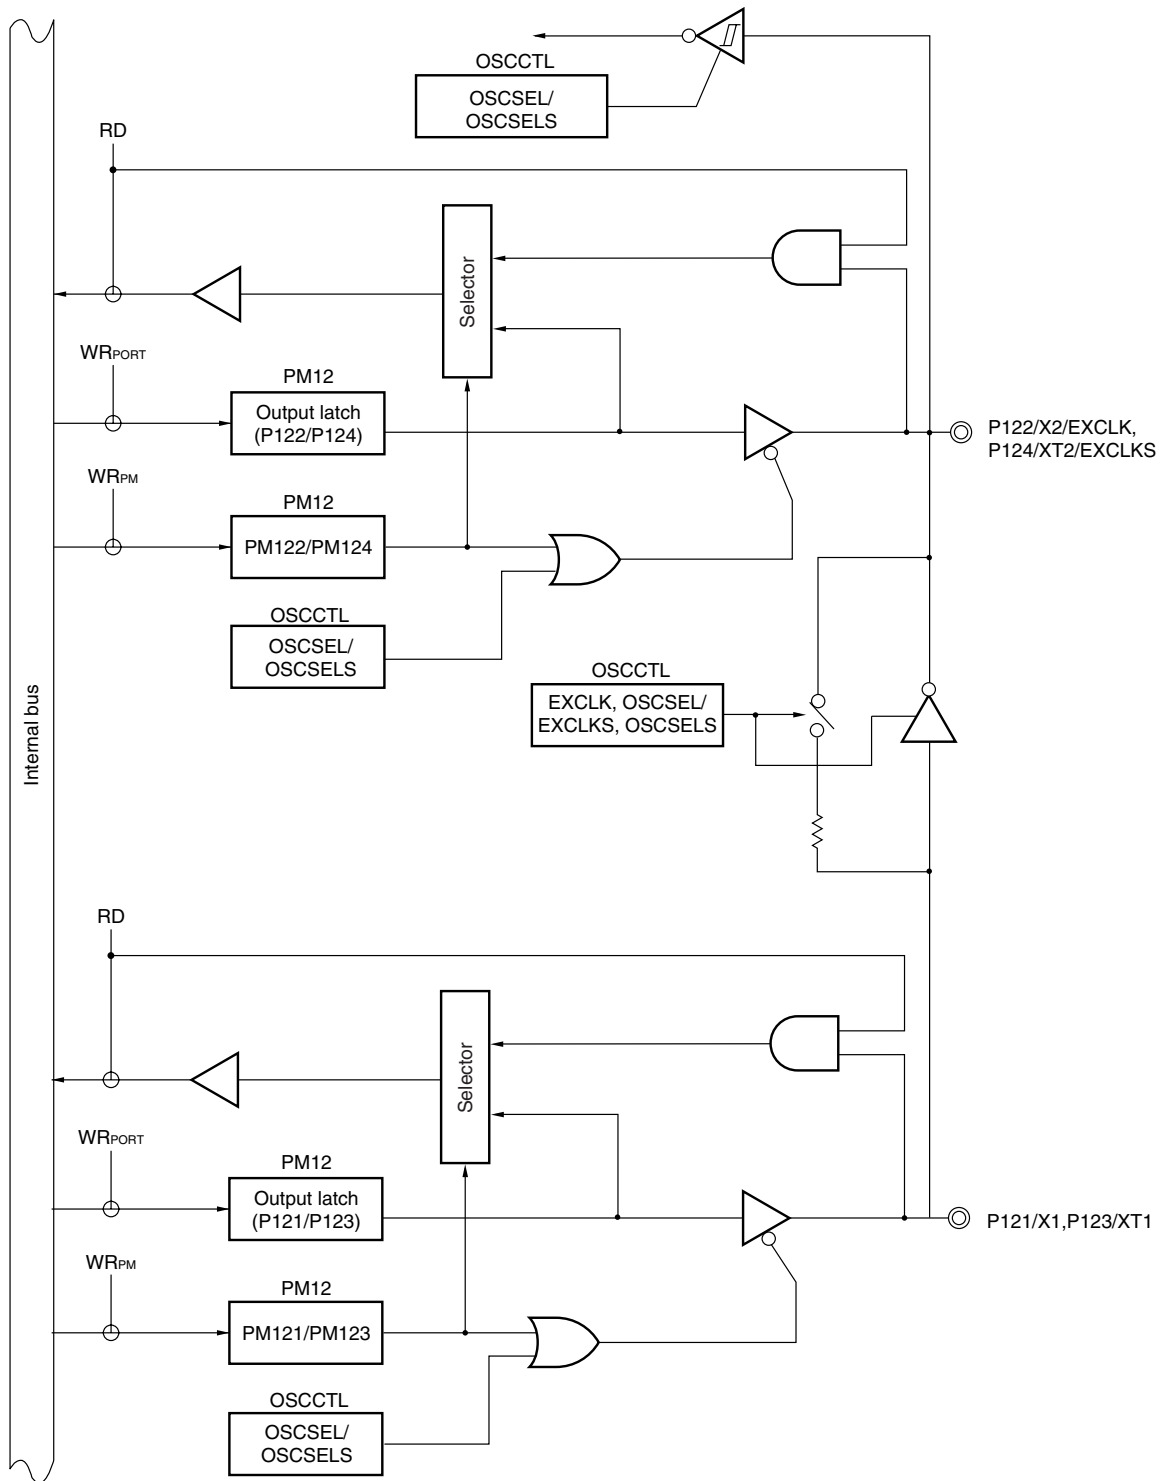 OSCCTL
OSCSEL/
OSCSELS
RD
Selector
WRPORT
PM12
Output latch
(P122/P124)
P122/X2/EXCLK,
P124/XT2/EXCLKS
WRPM
PM12
PM122/PM124
OSCCTL
OSCSEL/
OSCSELS
OSCCTL
EXCLK, OSCSEL/
EXCLKS, OSCSELS
Internal bus
RD
Selector
WRPORT
PM12
Output latch
(P121/P123)
P121/X1,P123/XT1
WRPM
PM12
PM121/PM123
OSCCTL
OSCSEL/
OSCSELS